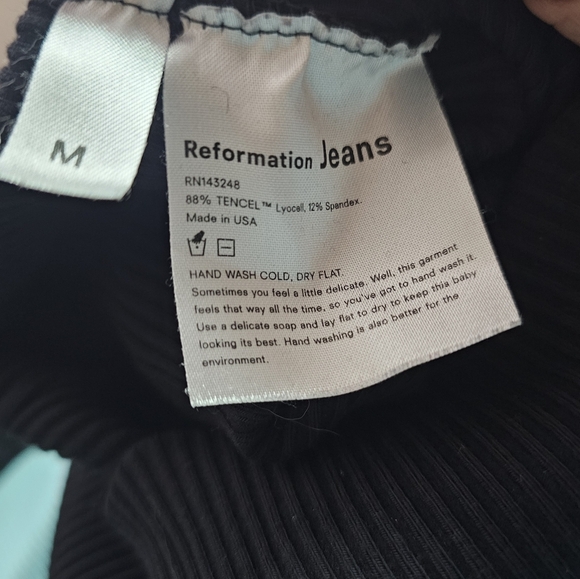 M
Reformation Jeans
RN143248
88% TENCEL™ Lyocell, 12% Spandex.
Made in USA
HAND WASH COLD, DRY FLAT.
Sometimes you feel a little delicate. Well, this garment
feels that way all the time, so you've got to hand wash it.
Use a delicate soap and lay flat to dry to keep this baby
looking its best. Hand washing is also better for the
environment.